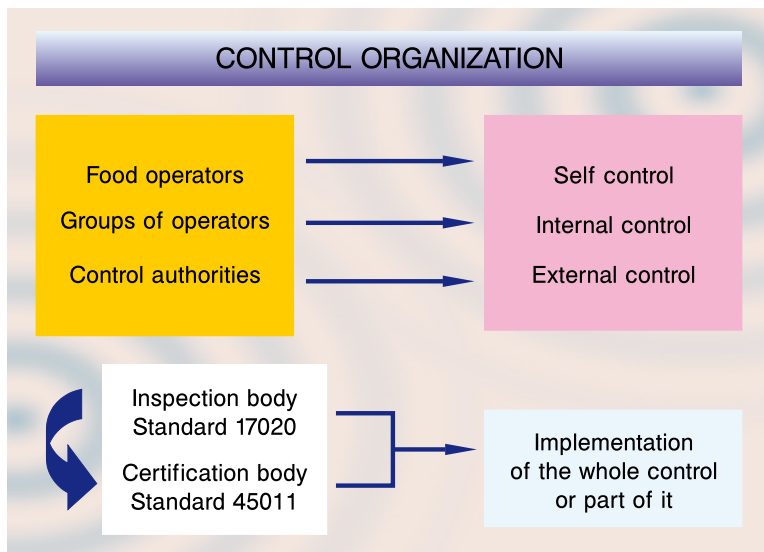 CONTROL ORGANIZATION
Food operators
Groups of operators
Control authorities
Self control
Internal control
External control
Inspection body
Standard 17020
Certification body
Standard 45011
Implementation
of the whole control
or part of it